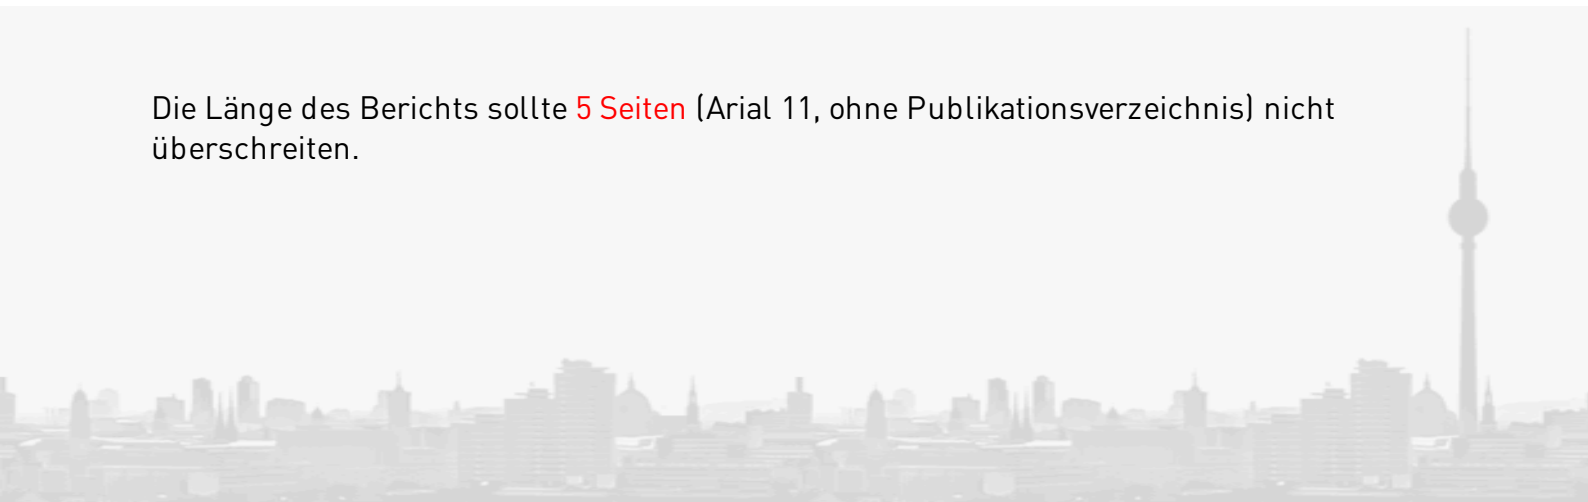 Die Länge des Berichts sollte 5 Seiten (Arial 11, ohne Publikationsverzeichnis) nicht
überschreiten.